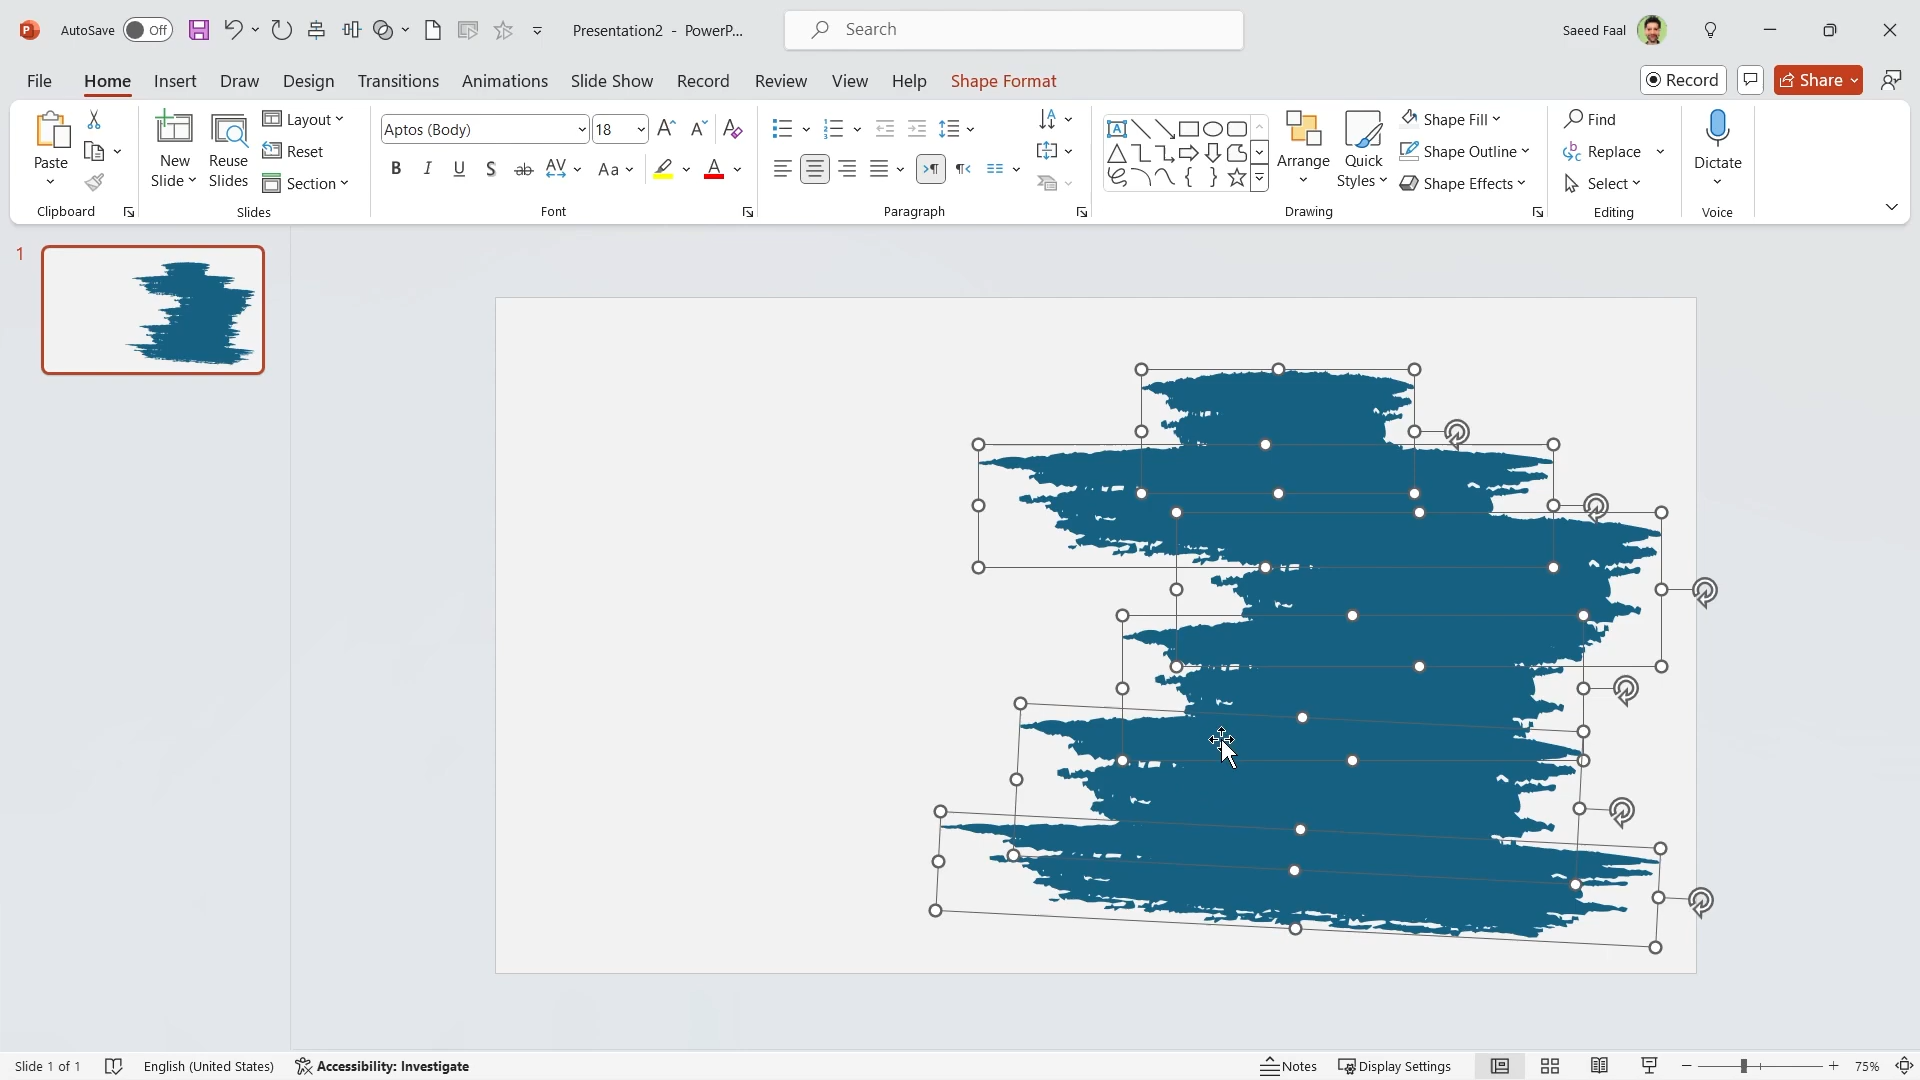 AutoSave Off Presentation2 - PowerP... Search Saeed Faal
File Home Insert Draw Design Transitions Animations Slide Show Record Review View Help Shape Format Record Share
Paste
Clipboard
New Slide
Reuse Slides
Layout
Reset
Section
Slides
Aptos (Body) 18
B I U S ab AV Aa A
Font
Paragraph
Arrange
Quick Styles
Shape Fill
Shape Outline
Shape Effects
Drawing
Find
Replace
Select
Editing
Dictate
Voice
1
Slide 1 of 1 English (United States) Accessibility: Investigate Notes Display Settings 75%